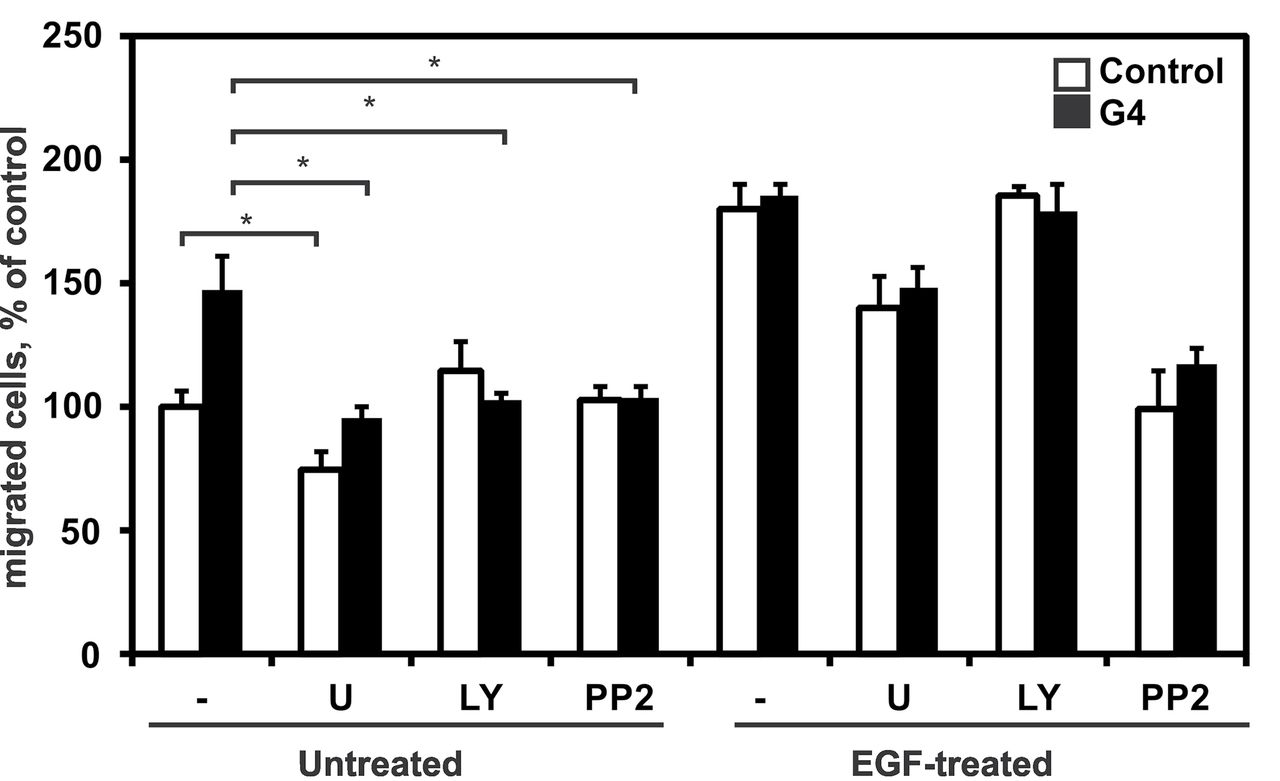 migrated cells, % of control
250
200
150
100
50
0
*
*
*
*
Control
G4
- U LY PP2 - U LY PP2
Untreated EGF-treated